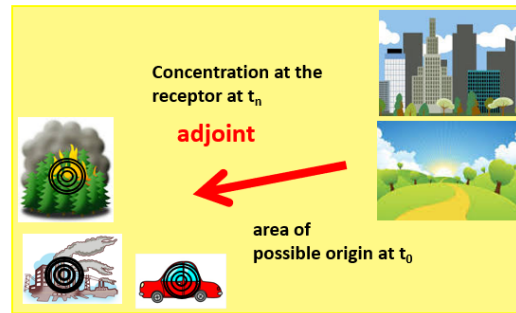 Concentration at the
receptor at tₙ
adjoint
area of
possible origin at t₀